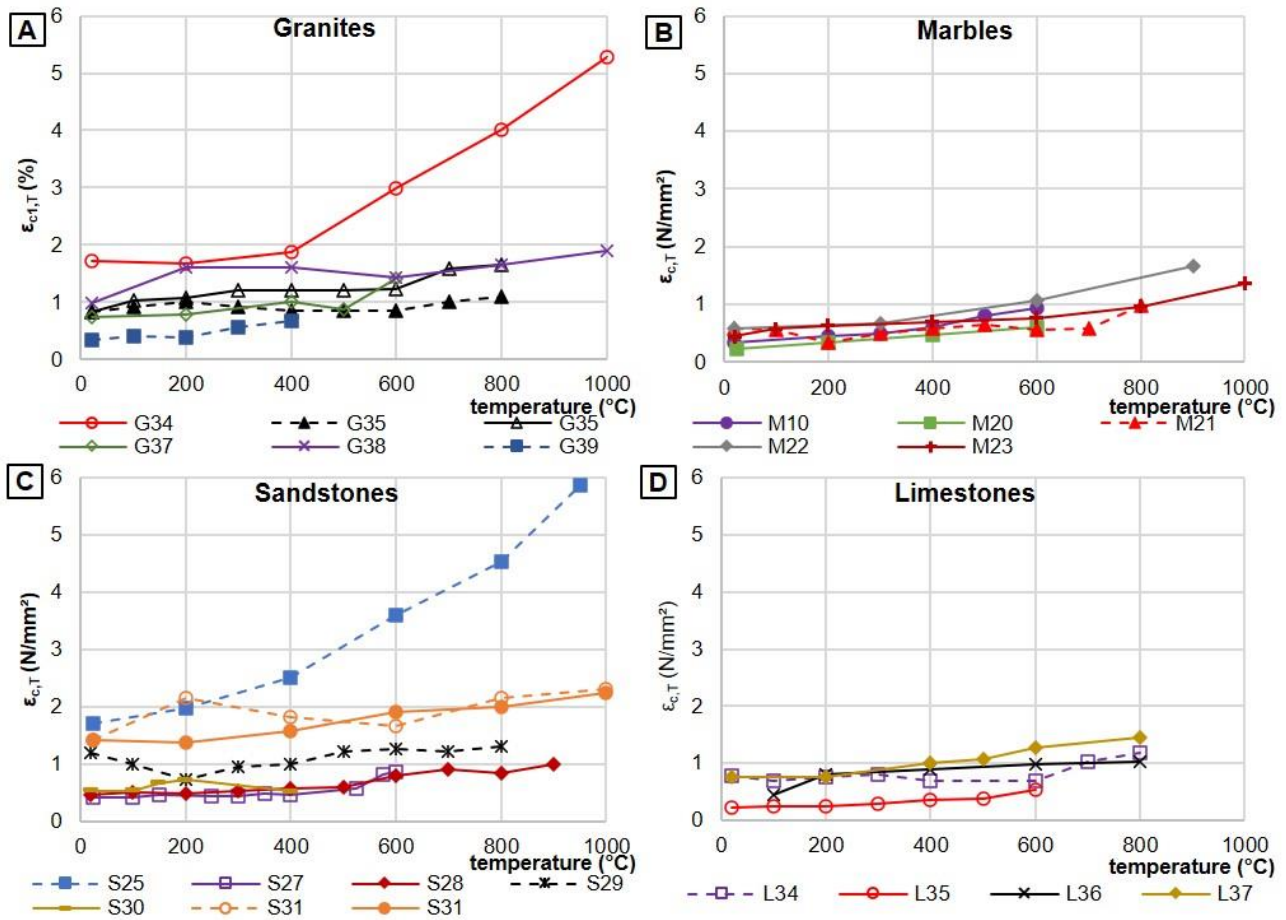 A
Granites
6
5
4
3
2
1
0
εc1,T (%)
0 200 400 600 800 1000
temperature (°C)
G34 G35 G35
G37 G38 G39
B
Marbles
6
5
4
3
2
1
0
εc,T (N/mm²)
0 200 400 600 800 1000
temperature (°C)
M10 M20 M21
M22 M23
C
Sandstones
6
5
4
3
2
1
0
εc,T (N/mm²)
0 200 400 600 800 1000
temperature (°C)
S25 S27 S28 S29
S30 S31 S31
D
Limestones
6
5
4
3
2
1
0
εc,T (N/mm²)
0 200 400 600 800 1000
temperature (°C)
L34 L35 L36 L37